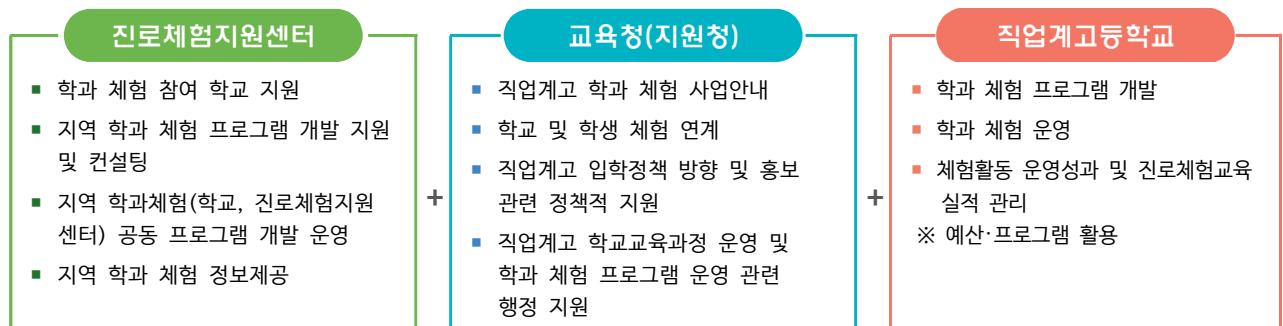 진로체험지원센터
■ 학과 체험 참여 학교 지원
■ 지역 학과 체험 프로그램 개발 지원
및 컨설팅
■ 지역 학과체험(학교, 진로체험지원
센터) 공동 프로그램 개발 운영
■ 지역 학과 체험 정보제공
+
교육청(지원청)
■ 직업계고 학과 체험 사업안내
■ 학교 및 학생 체험 연계
■ 직업계고 입학정책 방향 및 홍보
관련 정책적 지원
■ 직업계고 학교교육과정 운영 및
학과 체험 프로그램 운영 관련
행정 지원
+
직업계고등학교
■ 학과 체험 프로그램 개발
■ 학과 체험 운영
■ 체험활동 운영성과 및 진로체험교육
실적 관리
※ 예산·프로그램 활용